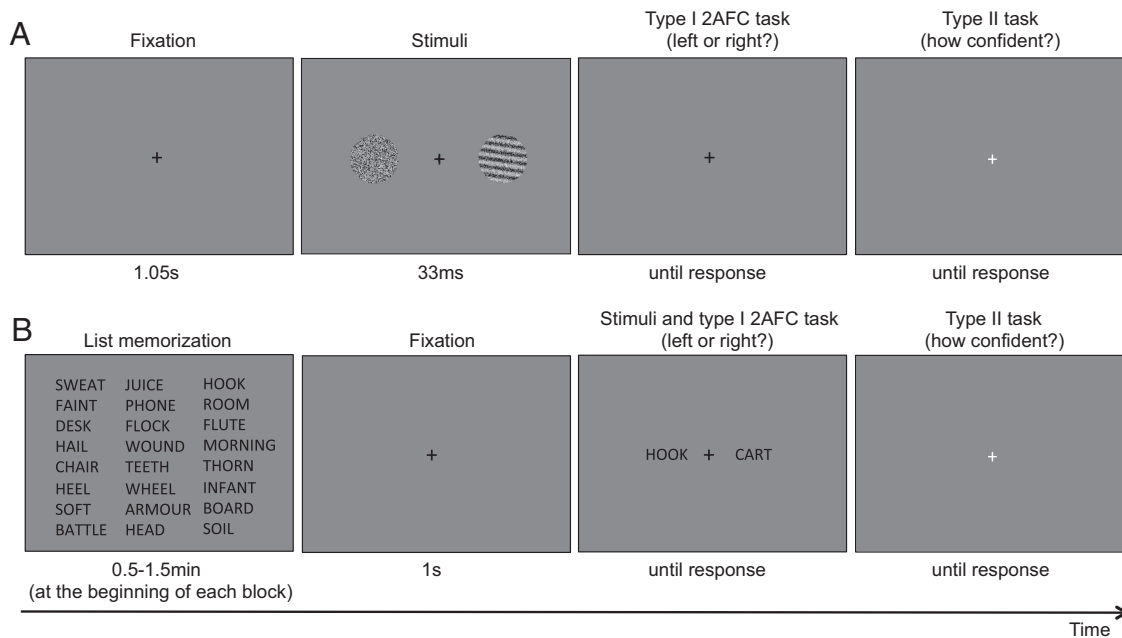 A
Fixation
Stimuli
Type I 2AFC task
(left or right?)
Type II task
(how confident?)
1.05s
33ms
until response
until response
B
List memorization
Fixation
Stimuli and type I 2AFC task
(left or right?)
Type II task
(how confident?)
SWEAT JUICE HOOK
FAINT PHONE ROOM
DESK FLOCK FLUTE
HAIL WOUND MORNING
CHAIR TEETH THORN
HEEL WHEEL INFANT
SOFT ARMOUR BOARD
BATTLE HEAD SOIL
HOOK + CART
0.5-1.5min
(at the beginning of each block)
1s
until response
until response
Time